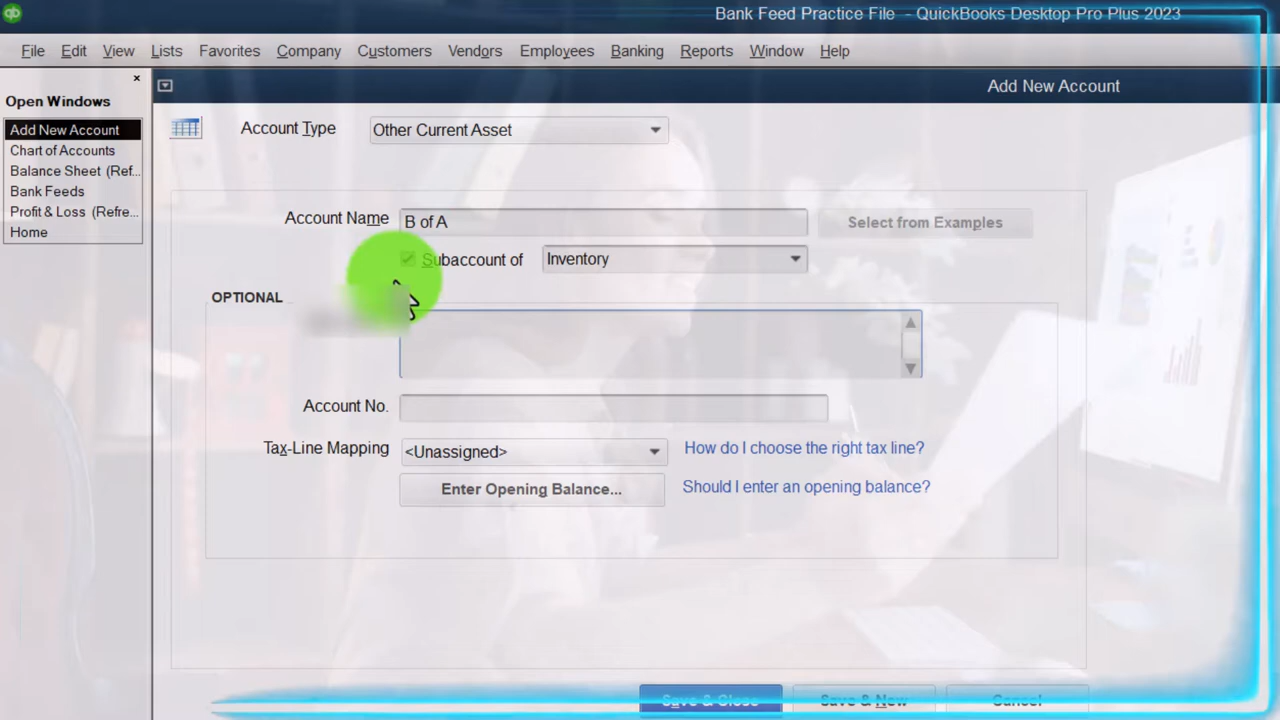 Bank Feed Practice File - QuickBooks Desktop Pro Plus 2023
File Edit View Lists Favorites Company Customers Vendors Employees Banking Reports Window Help
Open Windows
Add New Account
Chart of Accounts
Balance Sheet (Ref...
Bank Feeds
Profit & Loss (Refre...
Home
Add New Account
Account Type Other Current Asset
Account Name B of A Select from Examples
Subaccount of Inventory
OPTIONAL
Account No.
Tax-Line Mapping <Unassigned> How do I choose the right tax line?
Enter Opening Balance... Should I enter an opening balance?
Save & Close Save & New Cancel